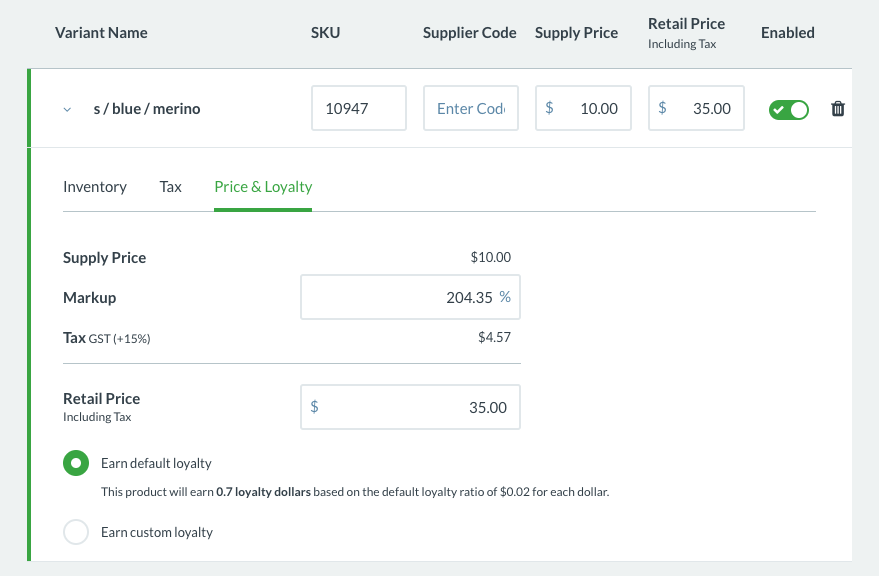 Variant Name SKU Supplier Code Supply Price Retail Price Including Tax Enabled
s / blue / merino 10947 Enter Code $ 10.00 $ 35.00
Inventory Tax Price & Loyalty
Supply Price $10.00
Markup 204.35 %
Tax GST (+15%) $4.57
Retail Price $ 35.00
Including Tax
Earn default loyalty
This product will earn 0.7 loyalty dollars based on the default loyalty ratio of $0.02 for each dollar.
Earn custom loyalty